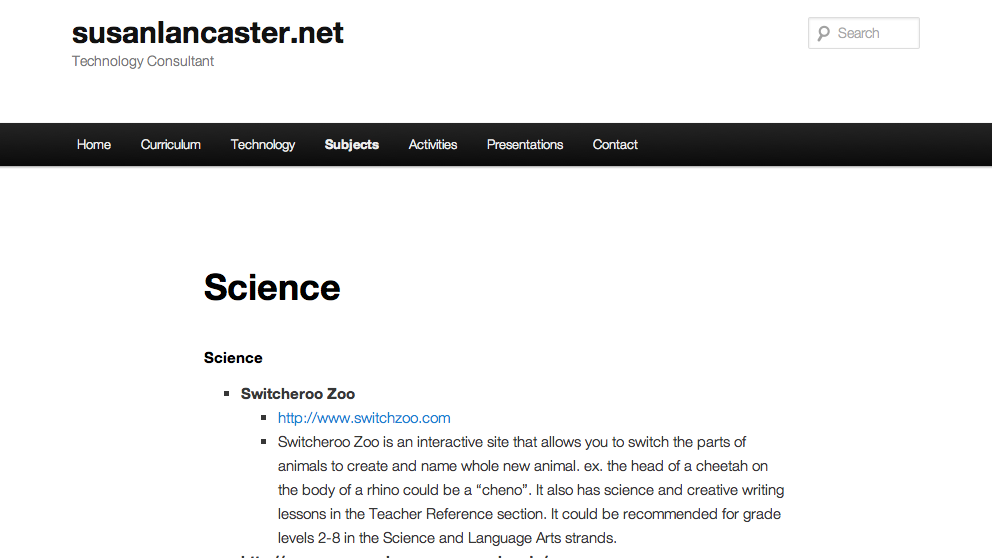 susanlancaster.net
Technology Consultant
Search
Home Curriculum Technology Subjects Activities Presentations Contact
Science
Science
Switcheroo Zoo
http://www.switchzoo.com
Switcheroo Zoo is an interactive site that allows you to switch the parts of
animals to create and name whole new animal. ex. the head of a cheetah on
the body of a rhino could be a “cheno”. It also has science and creative writing
lessons in the Teacher Reference section. It could be recommended for grade
levels 2-8 in the Science and Language Arts strands.